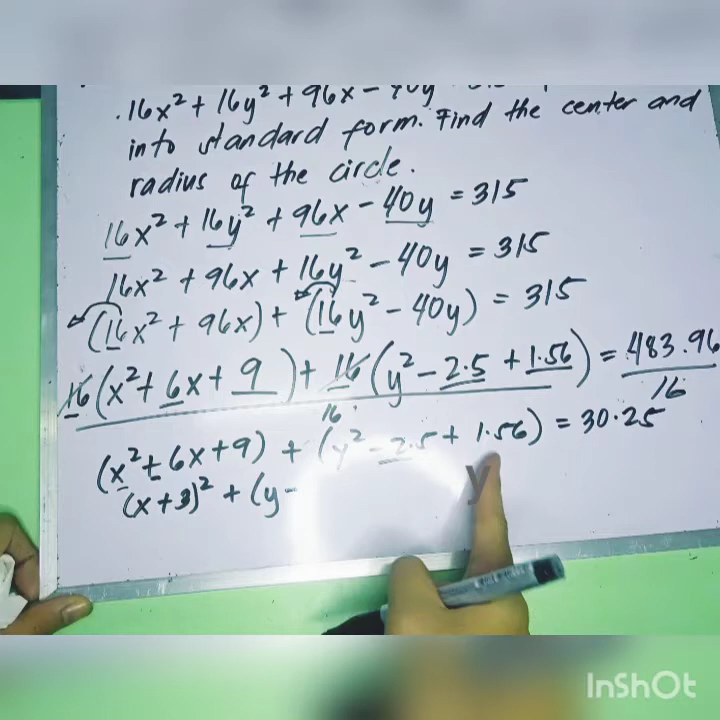 .16x² + 16y² + 96x - 40y
into standard form. Find the center and
radius of the circle.
16x² + 16y² + 96x - 40y = 315
16x² + 96x + 16y² - 40y = 315
(16x² + 96x) + (16y² - 40y) = 315
16(x² + 6x + 9) + 16(y² - 2.5 + 1.56) = 483.96
16 16
(x² + 6x + 9) + (y² - 2.5 + 1.56) = 30.25
y
(x + 3)² + (y -
InShOt